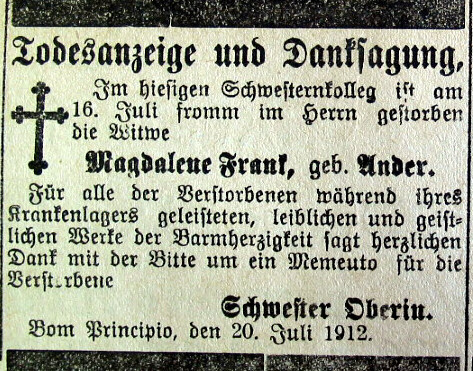 Todesanzeige und Danksagung,
Im hiesigen Schwesternkolleg ist am
16. Juli fromm im Herrn gestorben
die Witwe
Magdalene Frank, geb. Ander.
Für alle der Verstorbenen während ihres
Krankenlagers geleisteten, leiblichen und geist-
lichen Werke der Barmherzigkeit sagt herzlichen
Dank mit der Bitte um ein Memeuto für die
Verstorbene
Schwester Oberin.
Bom Principio, den 20. Juli 1912.